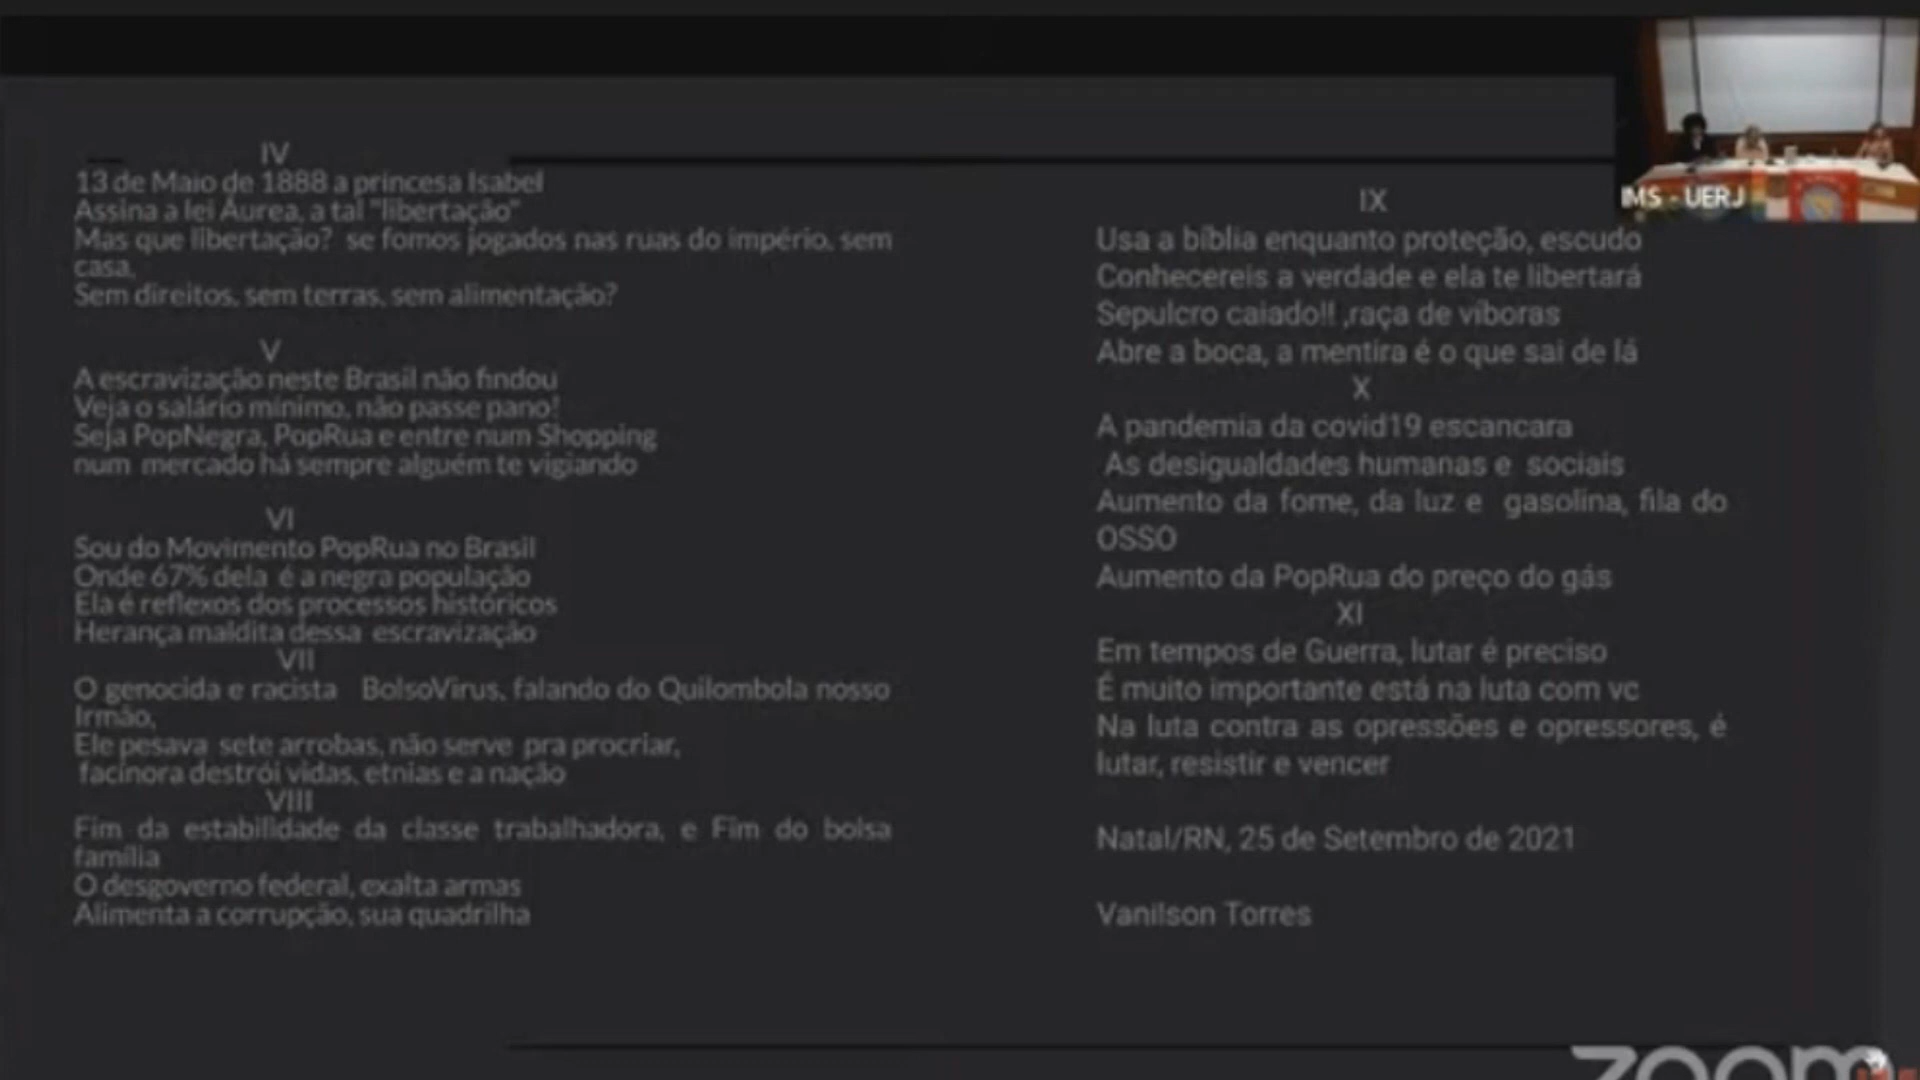 IV
13 de Maio de 1888 a princesa Isabel
Assina a lei Áurea, a tal "libertação"
Mas que libertação? se fomos jogados nas ruas do império, sem
casa,
Sem direitos, sem terras, sem alimentação?
V
A escravização neste Brasil não findou
Veja o salário mínimo, não passe pano!
Seja PopNegra, PopRua e entre num Shopping
num mercado há sempre alguém te vigiando
VI
Sou do Movimento PopRua no Brasil
Onde 67% dela é a negra população
Ela é reflexos dos processos históricos
Herança maldita dessa escravização
VII
O genocida e racista BolsoVirus, falando do Quilombola nosso
Irmão,
Ele pesava sete arrobas, não serve pra procriar,
facínora destrói vidas, etnias e a nação
VIII
Fim da estabilidade da classe trabalhadora, e Fim do bolsa
família
O desgoverno federal, exalta armas
Alimenta a corrupção, sua quadrilha
IX
Usa a bíblia enquanto proteção, escudo
Conhecereis a verdade e ela te libertará
Sepulcro caiado!! ,raça de víboras
Abre a boca, a mentira é o que sai de lá
X
A pandemia da covid19 escancara
As desigualdades humanas e sociais
Aumento da fome, da luz e gasolina, fila do
OSSO
Aumento da PopRua do preço do gás
XI
Em tempos de Guerra, lutar é preciso
É muito importante está na luta com vc
Na luta contra as opressões e opressores, é
lutar, resistir e vencer
Natal/RN, 25 de Setembro de 2021
Vanilson Torres
IMS - UERJ
zoom